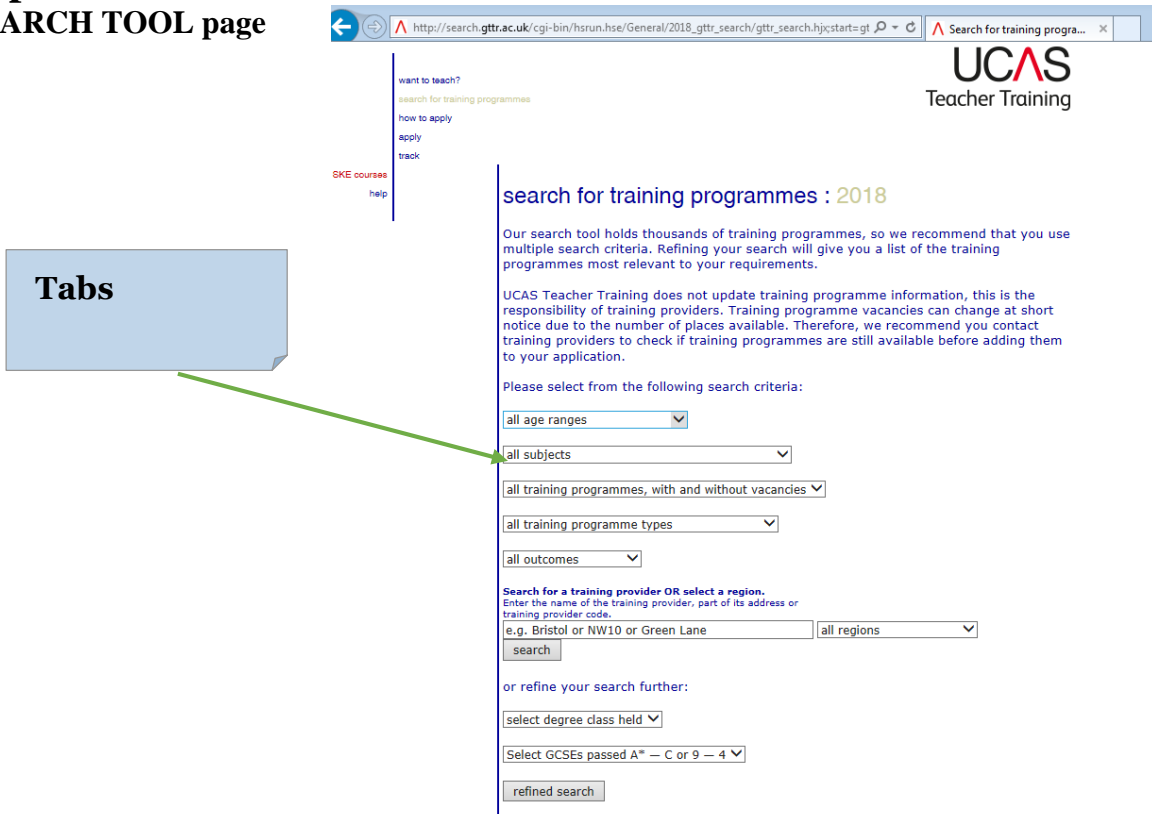 ARCH TOOL page
http://search.gttr.ac.uk/cgi-bin/hsrun.hse/General/2018_gttr_search/gttr_search.hjx;start=gt
Search for training progra...
UCAS
Teacher Training
want to teach?
search for training programmes
how to apply
apply
track
SKE courses
help
search for training programmes : 2018
Our search tool holds thousands of training programmes, so we recommend that you use
multiple search criteria. Refining your search will give you a list of the training
programmes most relevant to your requirements.
UCAS Teacher Training does not update training programme information, this is the
responsibility of training providers. Training programme vacancies can change at short
notice due to the number of places available. Therefore, we recommend you contact
training providers to check if training programmes are still available before adding them
to your application.
Please select from the following search criteria:
Tabs
all age ranges
all subjects
all training programmes, with and without vacancies
all training programme types
all outcomes
Search for a training provider OR select a region.
Enter the name of the training provider, part of its address or
training provider code.
e.g. Bristol or NW10 or Green Lane
all regions
search
or refine your search further:
select degree class held
Select GCSEs passed A* — C or 9 — 4
refined search